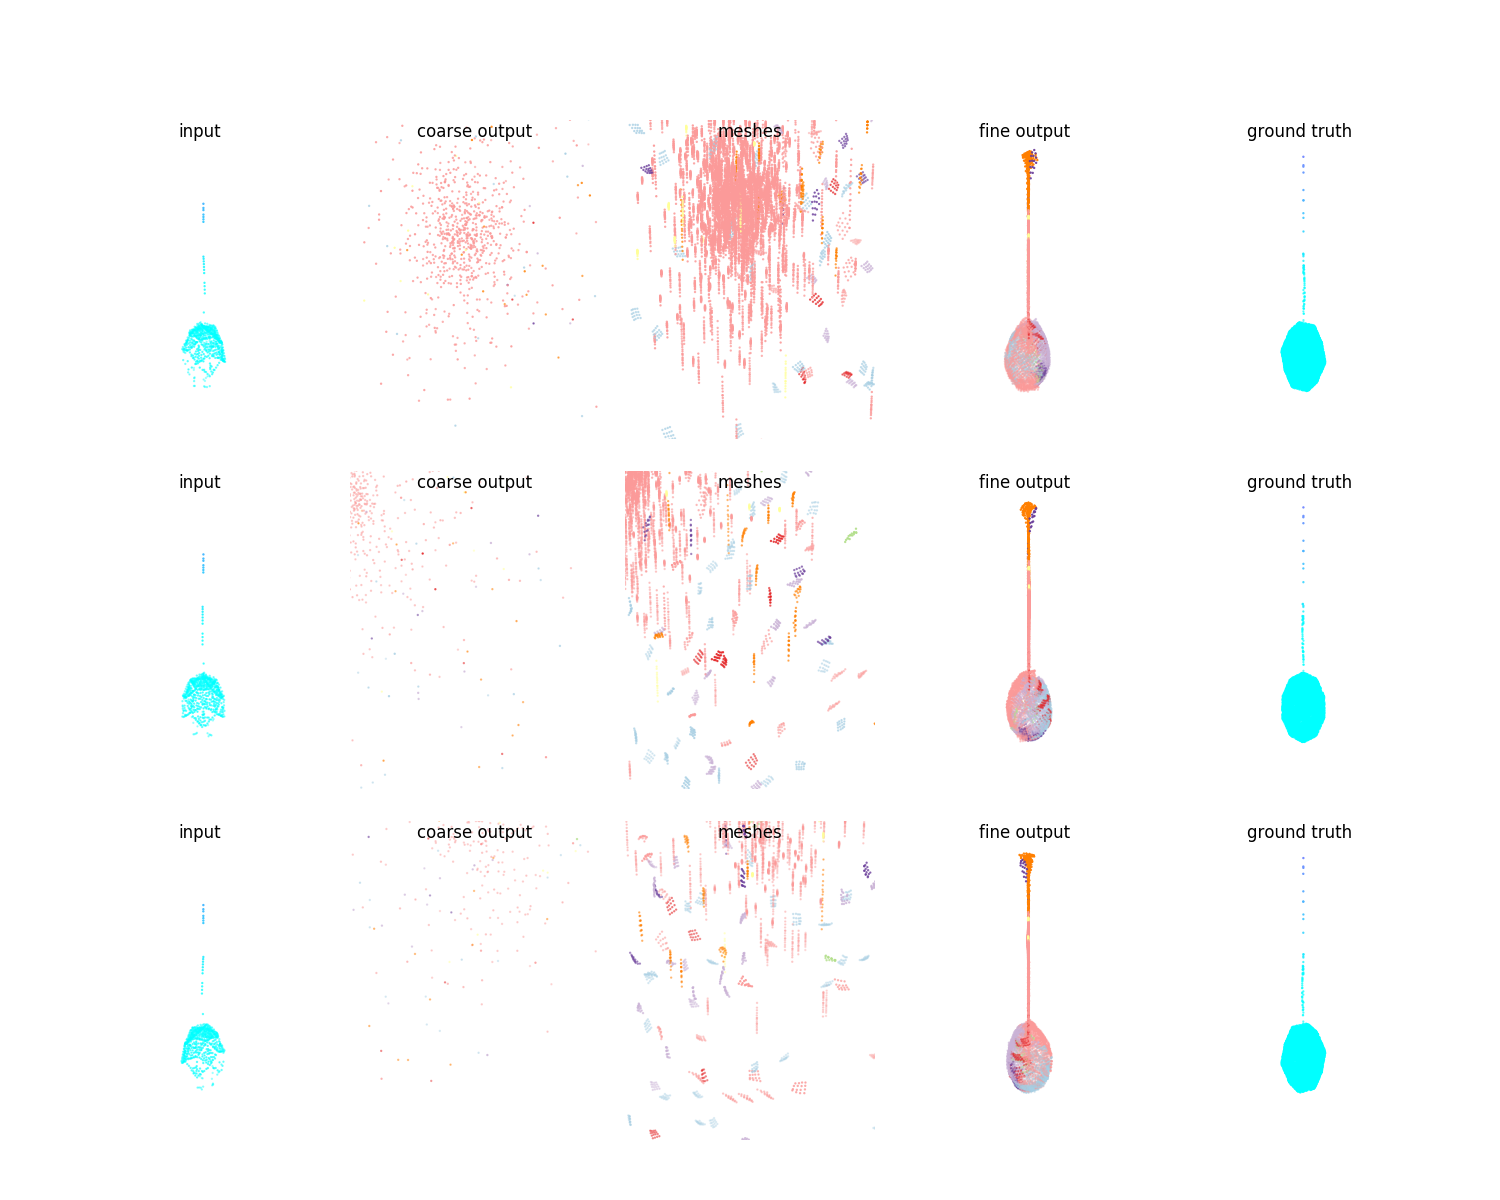 input
coarse output
meshes
fine output
ground truth
input
coarse output
meshes
fine output
ground truth
input
coarse output
meshes
fine output
ground truth